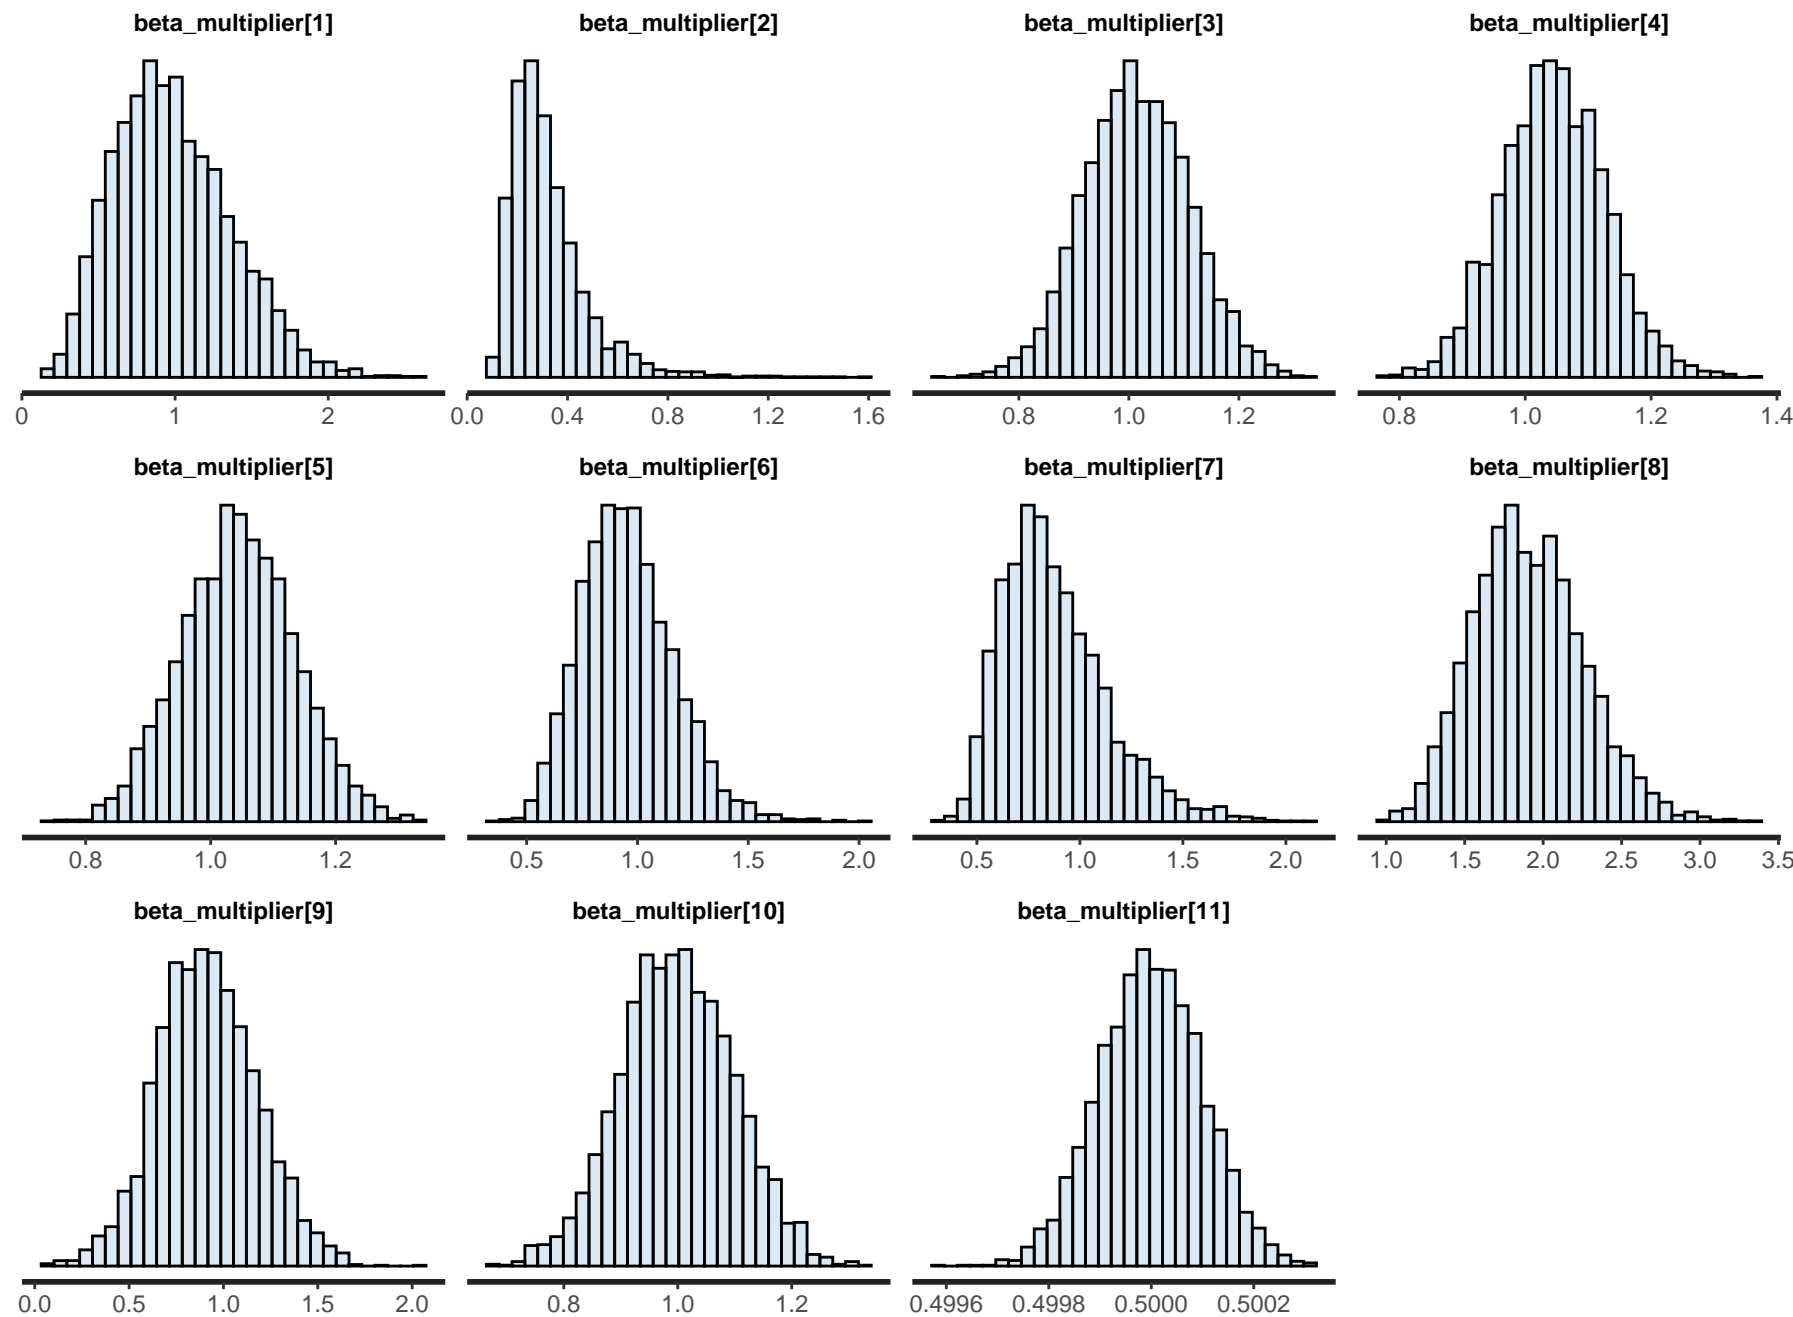 beta_multiplier[1] beta_multiplier[2] beta_multiplier[3] beta_multiplier[4]
0 1 2 0.0 0.4 0.8 1.2 1.6 0.8 1.0 1.2 0.8 1.0 1.2 1.4
beta_multiplier[5] beta_multiplier[6] beta_multiplier[7] beta_multiplier[8]
0.8 1.0 1.2 0.5 1.0 1.5 2.0 0.5 1.0 1.5 2.0 1.0 1.5 2.0 2.5 3.0 3.5
beta_multiplier[9] beta_multiplier[10] beta_multiplier[11]
0.0 0.5 1.0 1.5 2.0 0.8 1.0 1.2 0.4996 0.4998 0.5000 0.5002